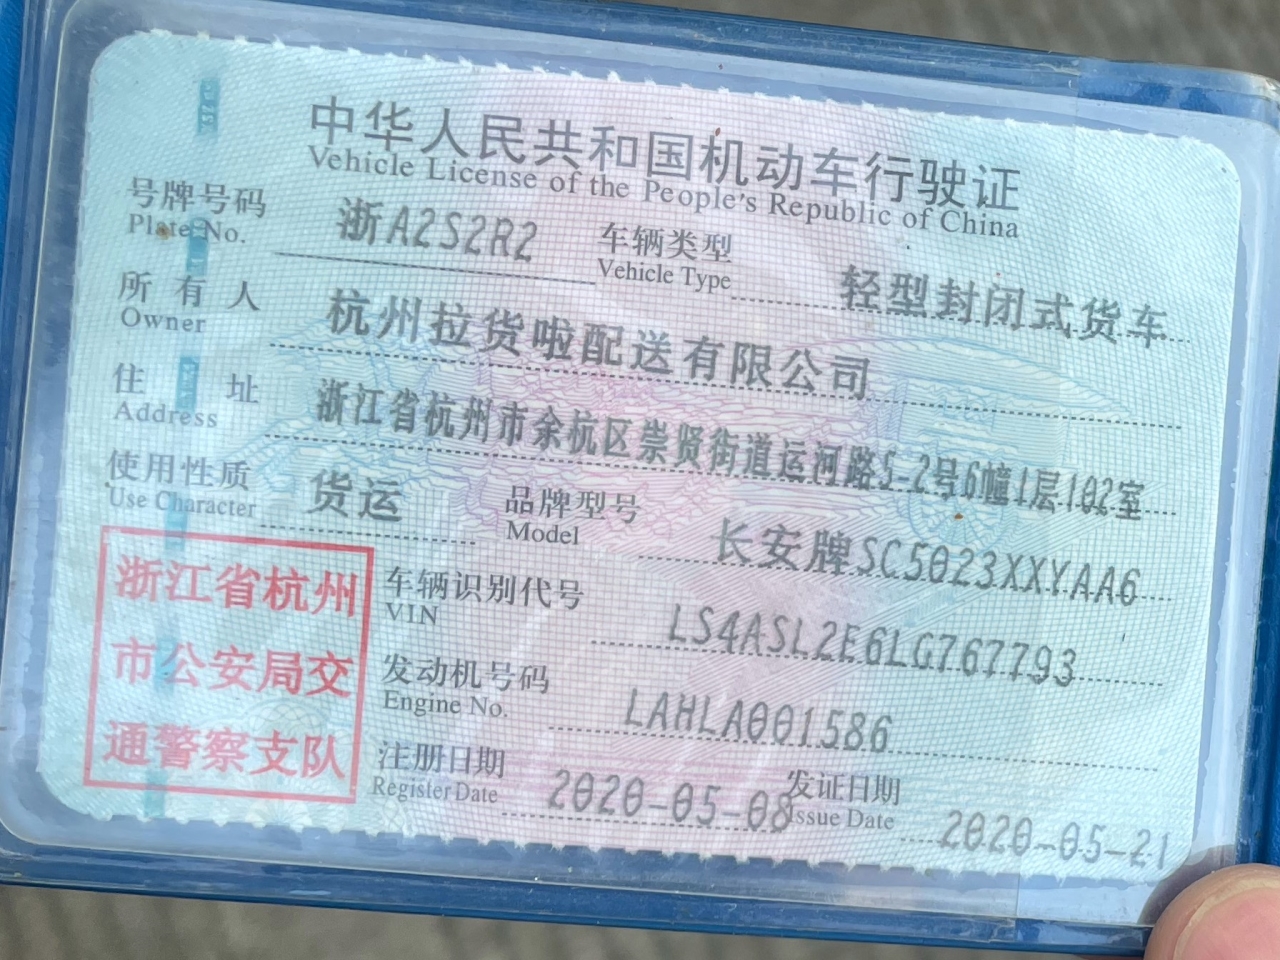 中华人民共和国机动车行驶证
Vehicle License of the People's Republic of China
号牌号码 浙A2S2R2 车辆类型 轻型封闭式货车
Plate No. Vehicle Type
所有人 杭州拉货啦配送有限公司
Owner
住址 浙江省杭州市余杭区崇贤街道运河路5-2号6幢1层102室
Address
使用性质 货运 品牌型号 长安牌SC5023XXYAA6
Use Character Model
浙江省杭州
市公安局交
通警察支队
车辆识别代号 LS4ASL2E6LG767793
VIN
发动机号码 LAHLA001586
Engine No.
注册日期 2020-05-08 发证日期 2020-05-21
Register Date Issue Date